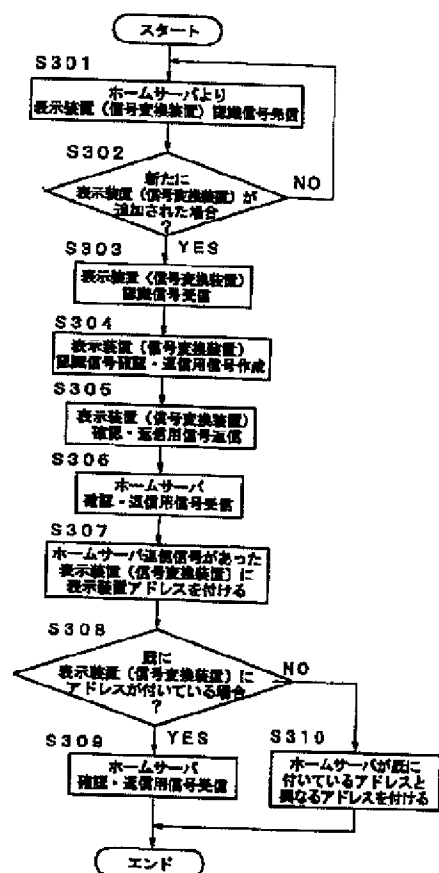 スタート
S301
ホームサーバより
表示装置(信号変換装置)認識信号発信
S302
新たに
表示装置(信号変換装置)が
追加された場合
?
NO
YES
S303
表示装置(信号変換装置)
認識信号受信
S304
表示装置(信号変換装置)
認識信号確認・返信用信号作成
S305
表示装置(信号変換装置)
確認・返信用信号返信
S306
ホームサーバ
確認・返信用信号受信
S307
ホームサーバ返信信号があった
表示装置(信号変換装置)に
表示装置アドレスを付ける
S308
既に
表示装置(信号変換装置)に
アドレスが付いている場合
?
NO
YES
S309
ホームサーバ
確認・返信用信号受信
S310
ホームサーバが既に
付いているアドレスと
異なるアドレスを付ける
エンド